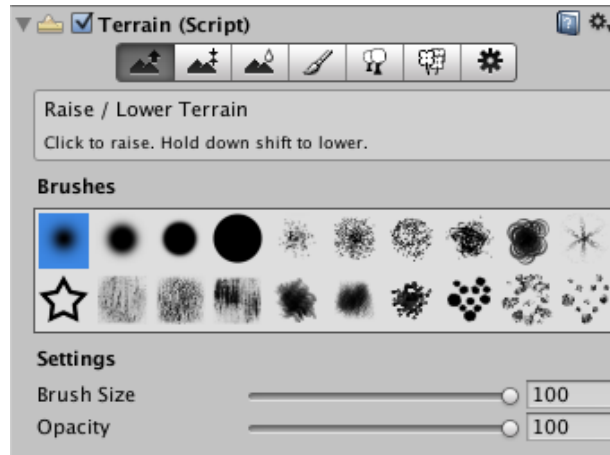 Terrain (Script)
Raise / Lower Terrain
Click to raise. Hold down shift to lower.
Brushes
Settings
Brush Size 100
Opacity 100